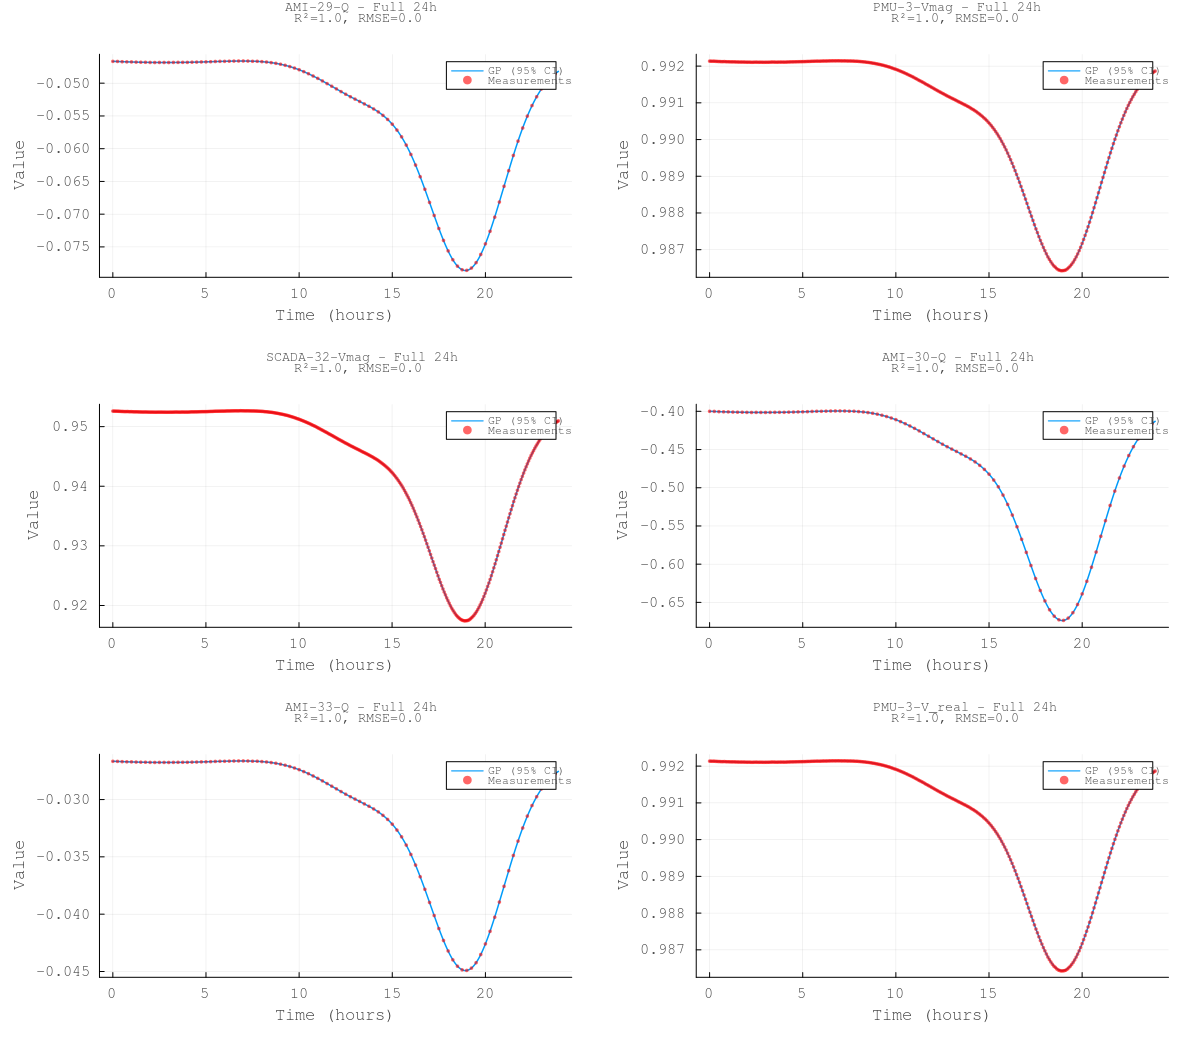 AMI-29-Q - Full 24h
R²=1.0, RMSE=0.0
GP (95% CI)
Measurements
-0.050
-0.055
-0.060
-0.065
-0.070
-0.075
Value
0 5 10 15 20
Time (hours)
PMU-3-Vmag - Full 24h
R²=1.0, RMSE=0.0
GP (95% CI)
Measurements
0.992
0.991
0.990
0.989
0.988
0.987
Value
0 5 10 15 20
Time (hours)
SCADA-32-Vmag - Full 24h
R²=1.0, RMSE=0.0
GP (95% CI)
Measurements
0.95
0.94
0.93
0.92
Value
0 5 10 15 20
Time (hours)
AMI-30-Q - Full 24h
R²=1.0, RMSE=0.0
GP (95% CI)
Measurements
-0.40
-0.45
-0.50
-0.55
-0.60
-0.65
Value
0 5 10 15 20
Time (hours)
AMI-33-Q - Full 24h
R²=1.0, RMSE=0.0
GP (95% CI)
Measurements
-0.030
-0.035
-0.040
-0.045
Value
0 5 10 15 20
Time (hours)
PMU-3-V_real - Full 24h
R²=1.0, RMSE=0.0
GP (95% CI)
Measurements
0.992
0.991
0.990
0.989
0.988
0.987
Value
0 5 10 15 20
Time (hours)